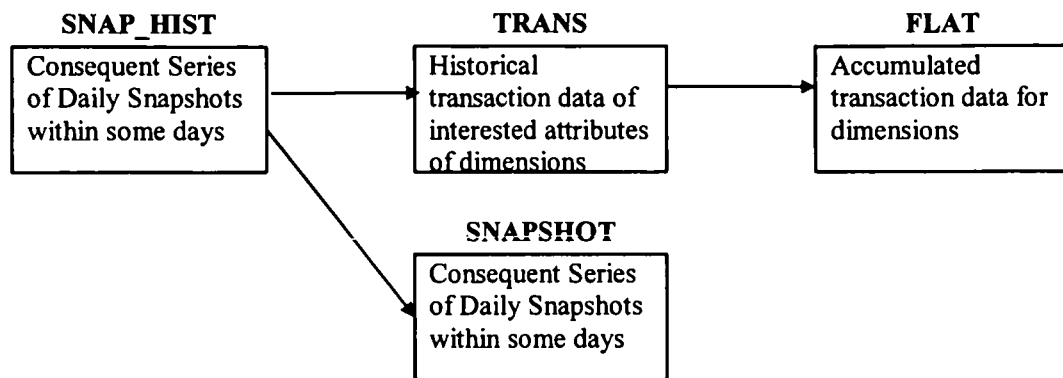 SNAP_HIST
Consequent Series
of Daily Snapshots
within some days
TRANS
Historical
transaction data of
interested attributes
of dimensions
FLAT
Accumulated
transaction data for
dimensions
SNAPSHOT
Consequent Series
of Daily Snapshots
within some days